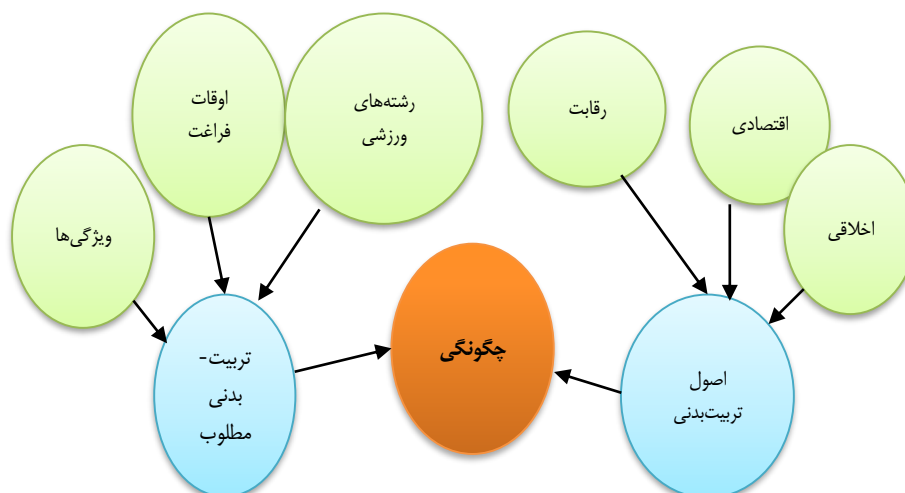 اوقات
فراغت
رشته‌های
ورزشی
رقابت
اقتصادی
اخلاقی
ویژگی‌ها
چگونگی
تربیت-
بدنی
مطلوب
اصول
تربیت‌بدنی